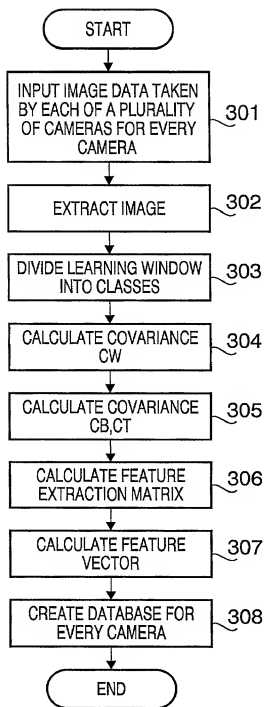 START
INPUT IMAGE DATA TAKEN
BY EACH OF A PLURALITY
OF CAMERAS FOR EVERY
CAMERA
301
EXTRACT IMAGE
302
DIVIDE LEARNING WINDOW
INTO CLASSES
303
CALCULATE COVARIANCE
CW
304
CALCULATE COVARIANCE
CB,CT
305
CALCULATE FEATURE
EXTRACTION MATRIX
306
CALCULATE FEATURE
VECTOR
307
CREATE DATABASE FOR
EVERY CAMERA
308
END